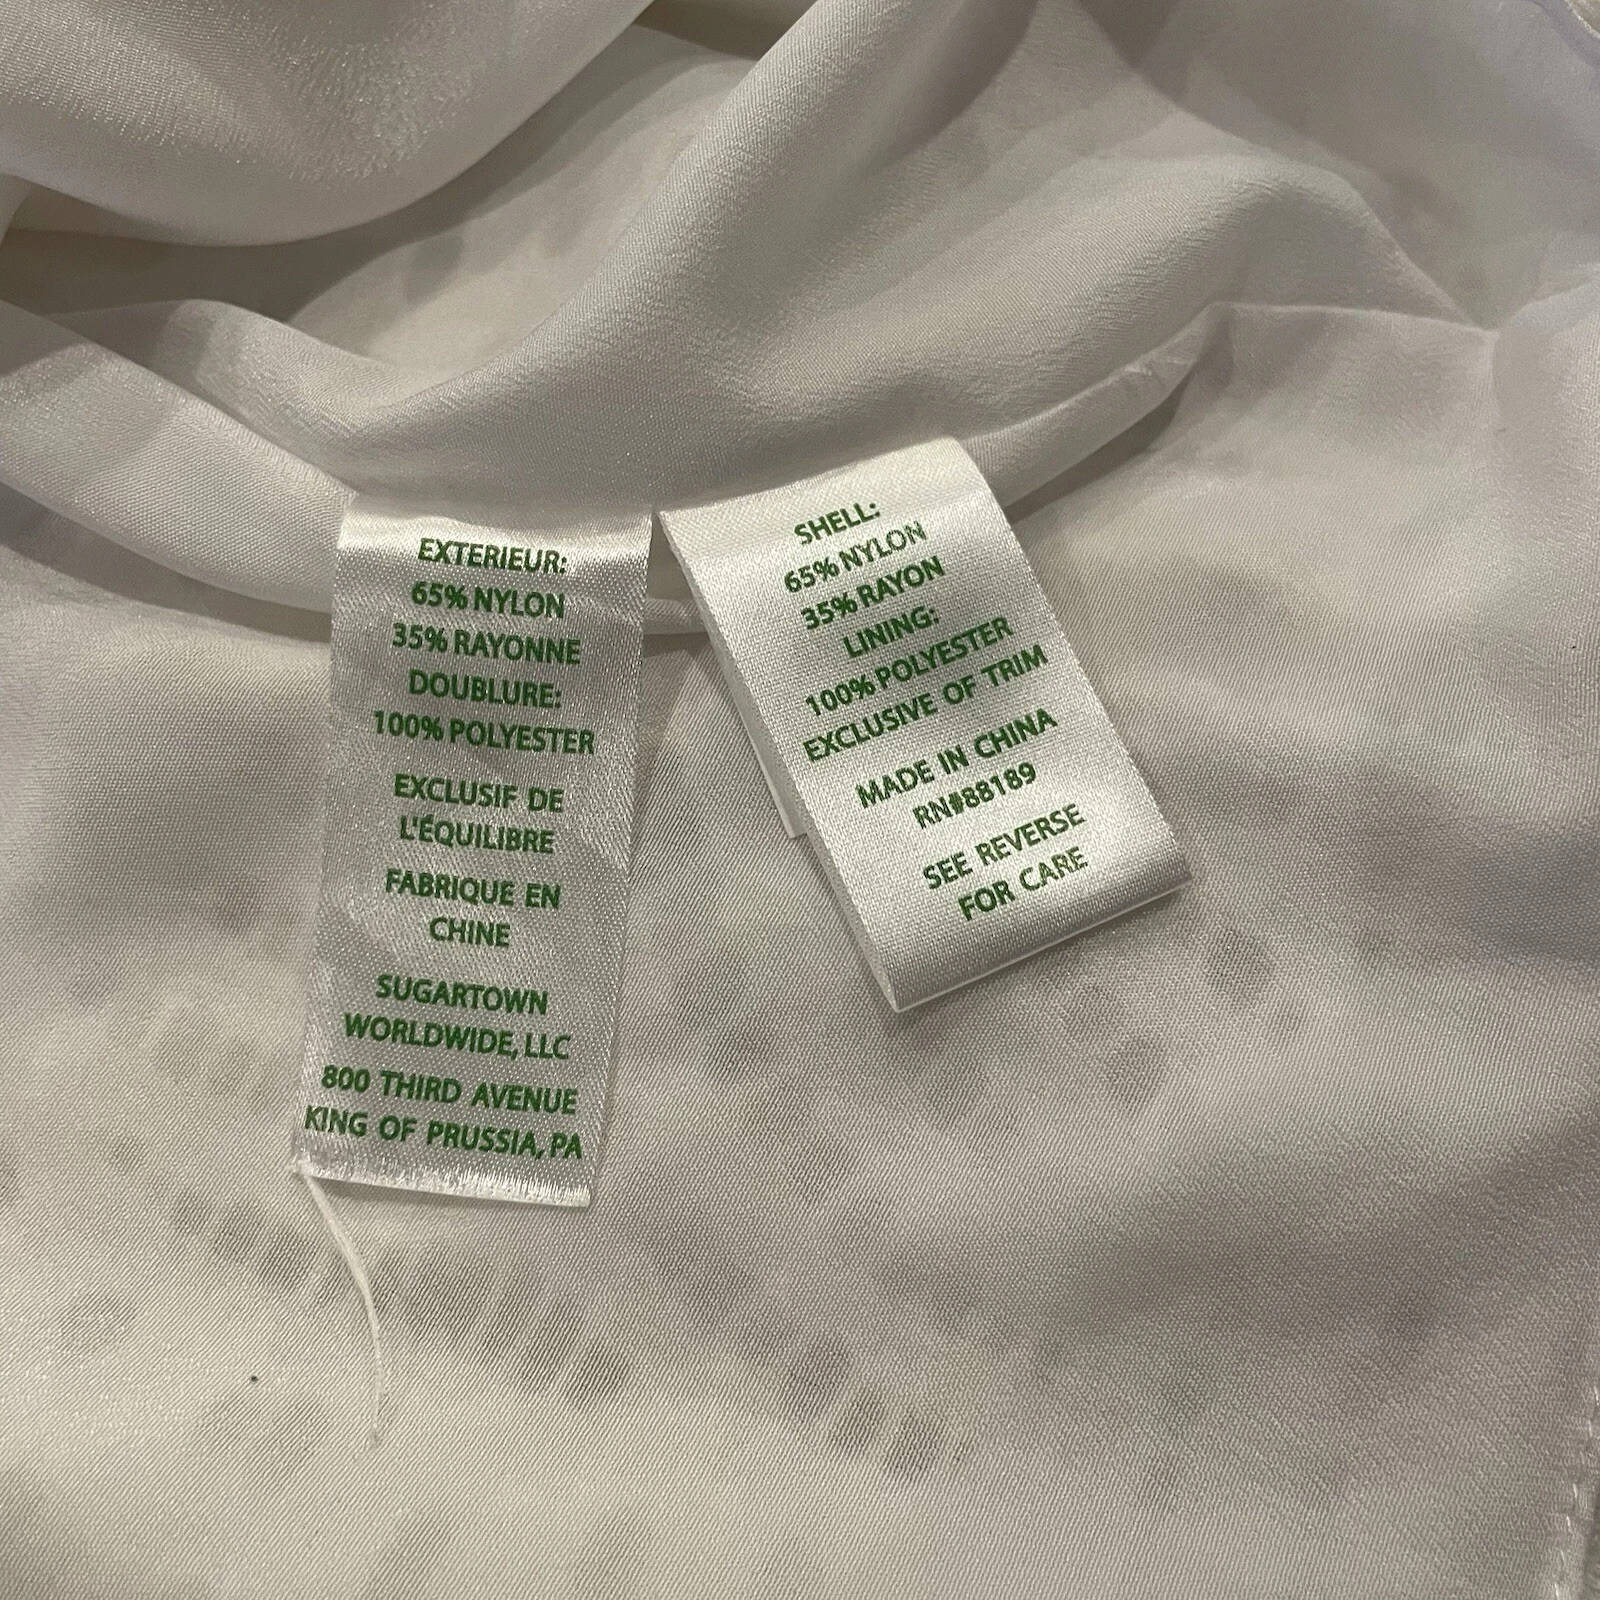 EXTERIEUR:
65% NYLON
35% RAYONNE
DOUBLURE:
100% POLYESTER
EXCLUSIF DE
L'ÉQUILIBRE
FABRIQUE EN
CHINE
SUGARTOWN
WORLDWIDE, LLC
800 THIRD AVENUE
KING OF PRUSSIA, PA
SHELL:
65% NYLON
35% RAYON
LINING:
100% POLYESTER
EXCLUSIVE OF TRIM
MADE IN CHINA
RN#88189
SEE REVERSE
FOR CARE